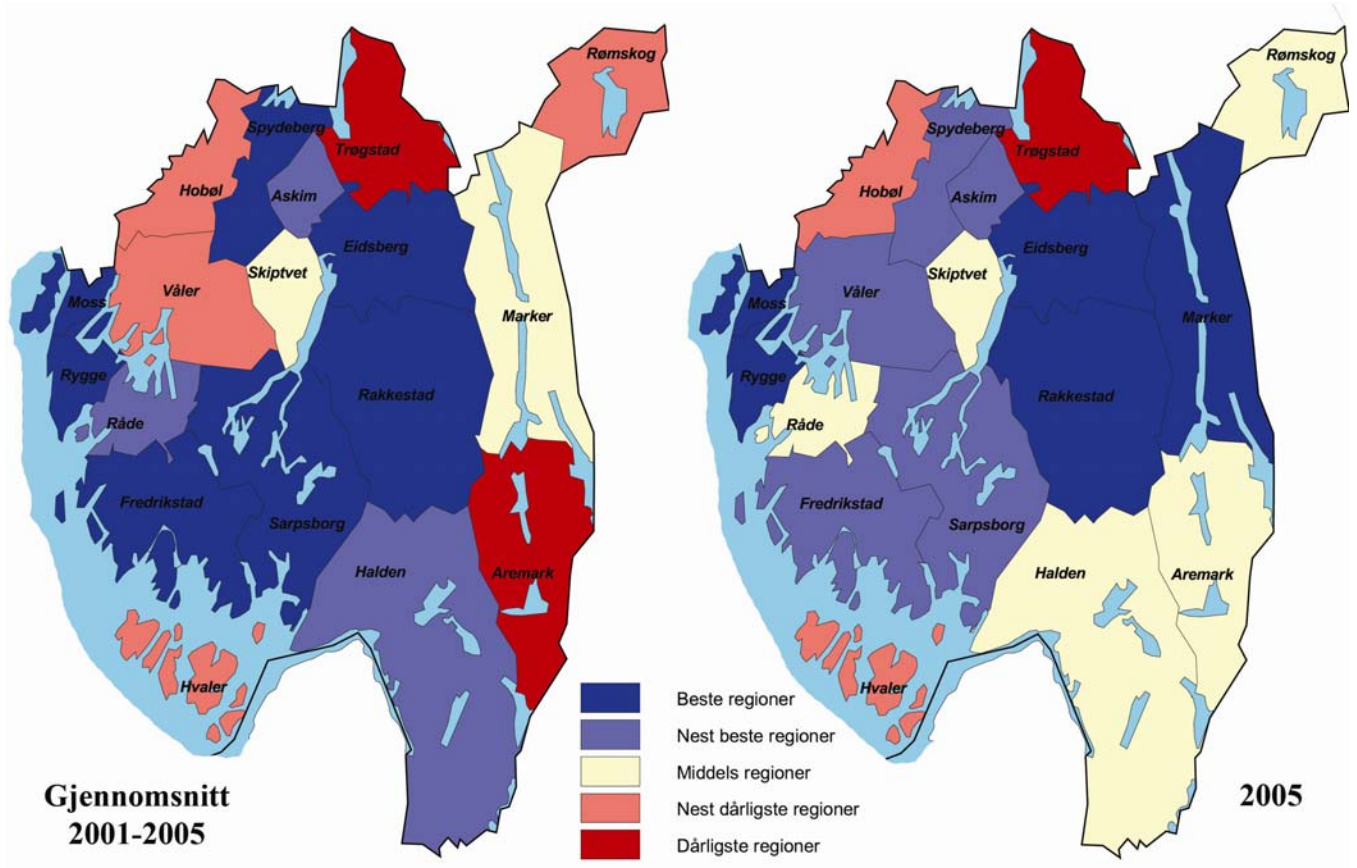 Rømskog
Spydeberg
Trøgstad
Hobøl
Askim
Eidsberg
Skiptvet
Våler
Moss
Marker
Rygge
Rakkestad
Råde
Fredrikstad
Sarpsborg
Halden
Aremark
Hvaler
Gjennomsnitt
2001-2005
Beste regioner
Nest beste regioner
Middels regioner
Nest dårligste regioner
Dårligste regioner
Rømskog
Spydeberg
Trøgstad
Hobøl
Askim
Eidsberg
Skiptvet
Våler
Moss
Marker
Rygge
Rakkestad
Råde
Fredrikstad
Sarpsborg
Halden
Aremark
Hvaler
2005